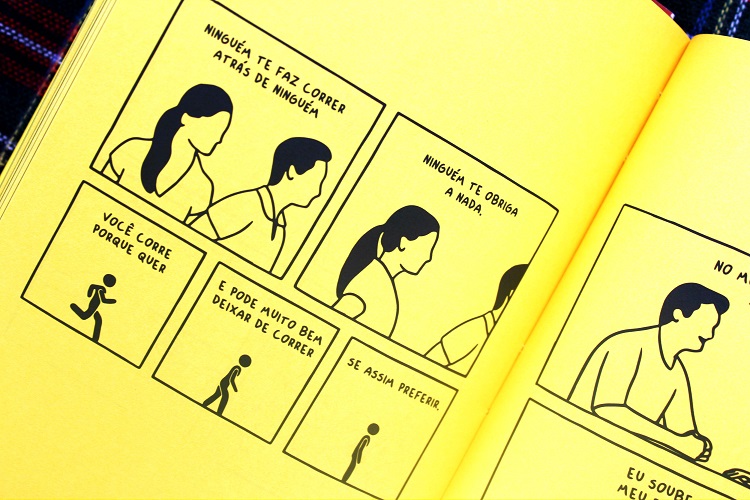 NINGUÉM TE FAZ CORRER
ATRÁS DE NINGUÉM
NINGUÉM TE OBRIGA
A NADA.
VOCÊ CORRE
PORQUE QUER
E PODE MUITO BEM
DEIXAR DE CORRER
SE ASSIM PREFERIR.
NO
EU SOUBE
MEU